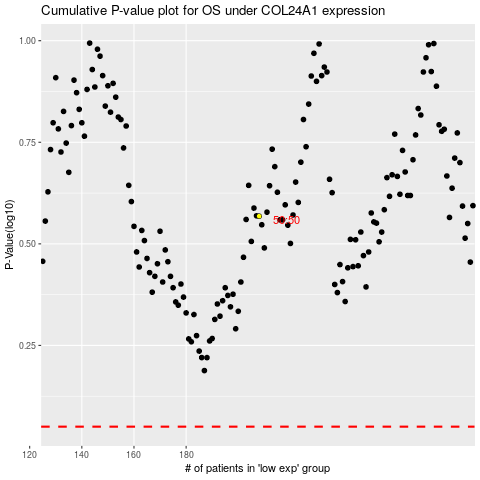 Cumulative P-value plot for OS under COL24A1 expression
1.00
0.75
0.50
0.25
P-Value(log10)
50:50
120 140 160 180
# of patients in 'low exp' group